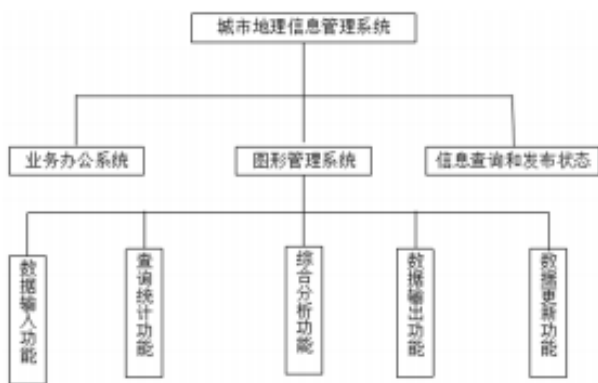 城市地理信息管理系统
业务办公系统
图形管理系统
信息查询和发布状态
数据输入功能
查询统计功能
综合分析功能
数据输出功能
数据更新功能